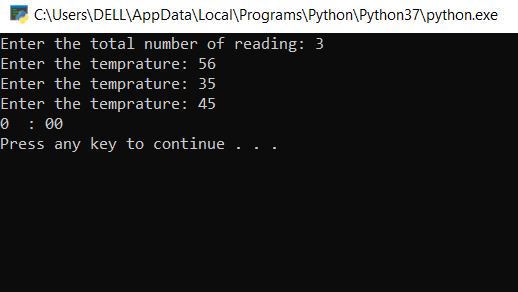 C:\Users\DELL\AppData\Local\Programs\Python\Python37\python.exe
Enter the total number of reading: 3
Enter the temprature: 56
Enter the temprature: 35
Enter the temprature: 45
0  : 00
Press any key to continue . . .